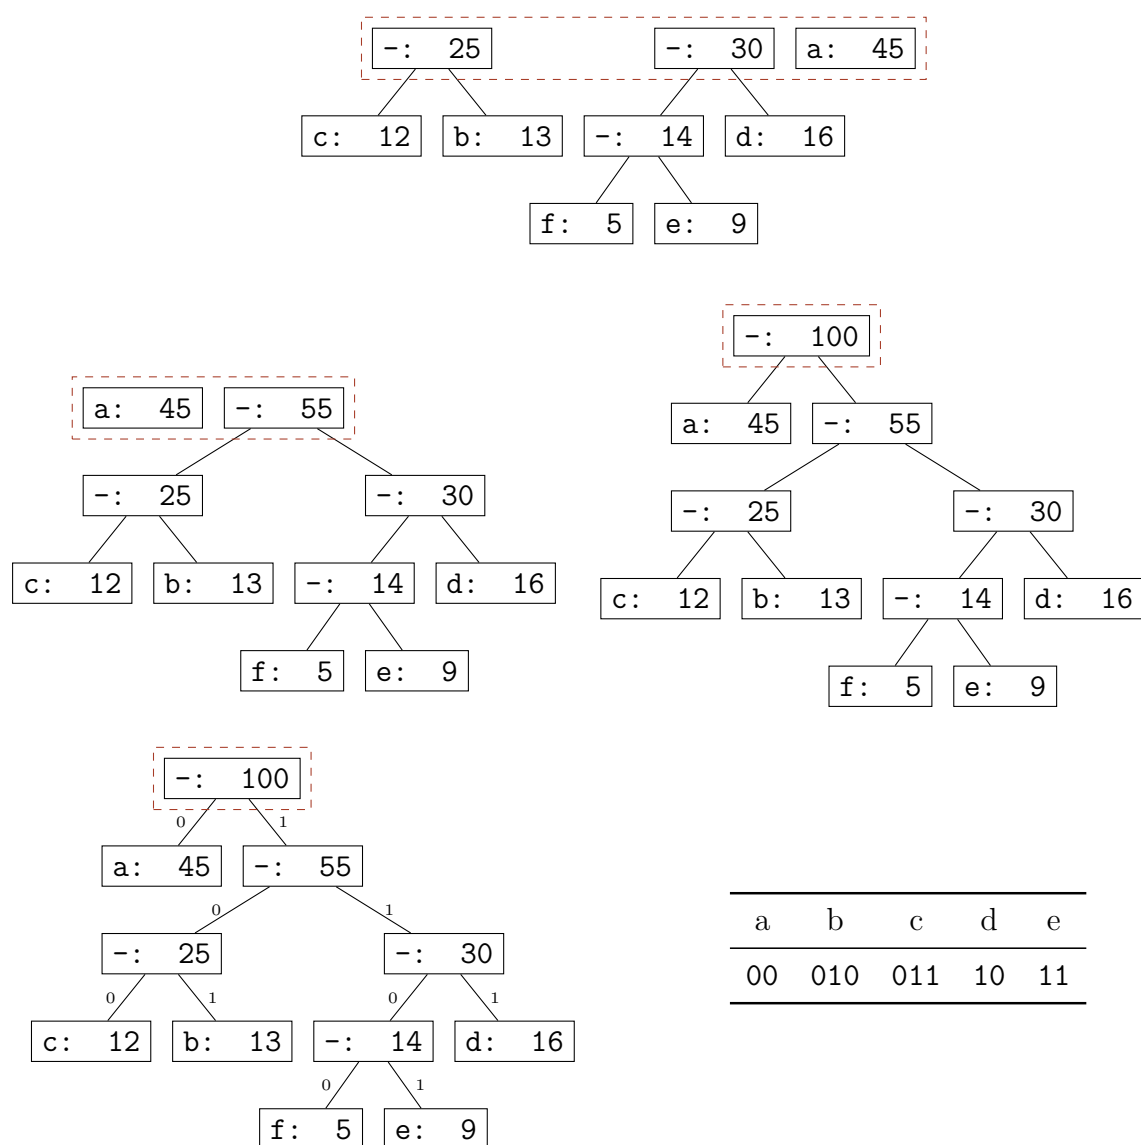 -: 25 -: 30 a: 45
c: 12 b: 13 -: 14 d: 16
f: 5 e: 9
-: 100
a: 45 -: 55
a: 45 -: 55
-: 25 -: 30
-: 25 -: 30
c: 12 b: 13 -: 14 d: 16
c: 12 b: 13 -: 14 d: 16
f: 5 e: 9
f: 5 e: 9
-: 100
0 1
a: 45 -: 55
0 1
-: 25 -: 30
0 1 0 1
c: 12 b: 13 -: 14 d: 16
0 1
f: 5 e: 9
a b c d e
00 010 011 10 11